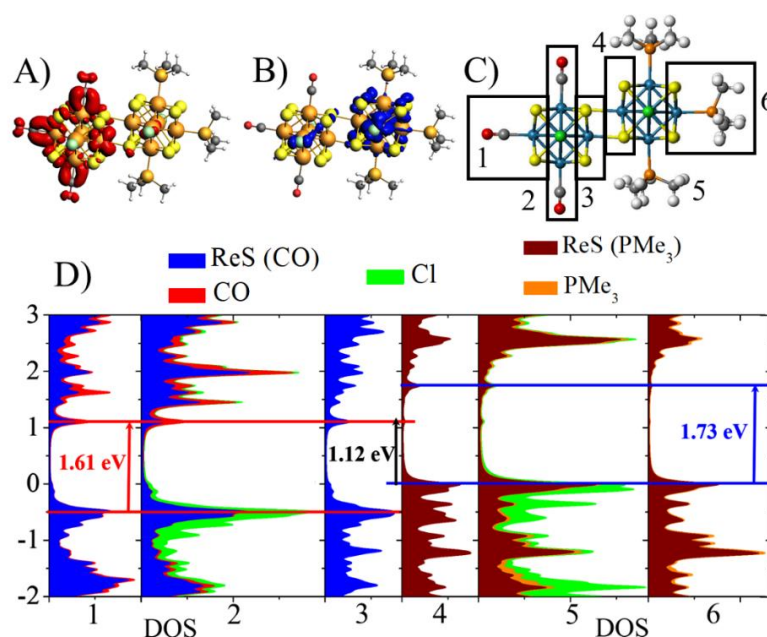 A)
B)
C)
4
6
1
2
3
5
D)
ReS (CO)
CO
Cl
ReS (PMe₃)
PMe₃
3
2
1
0
-1
-2
1.61 eV
1.12 eV
1.73 eV
1 2 3 4 5 6
DOS DOS